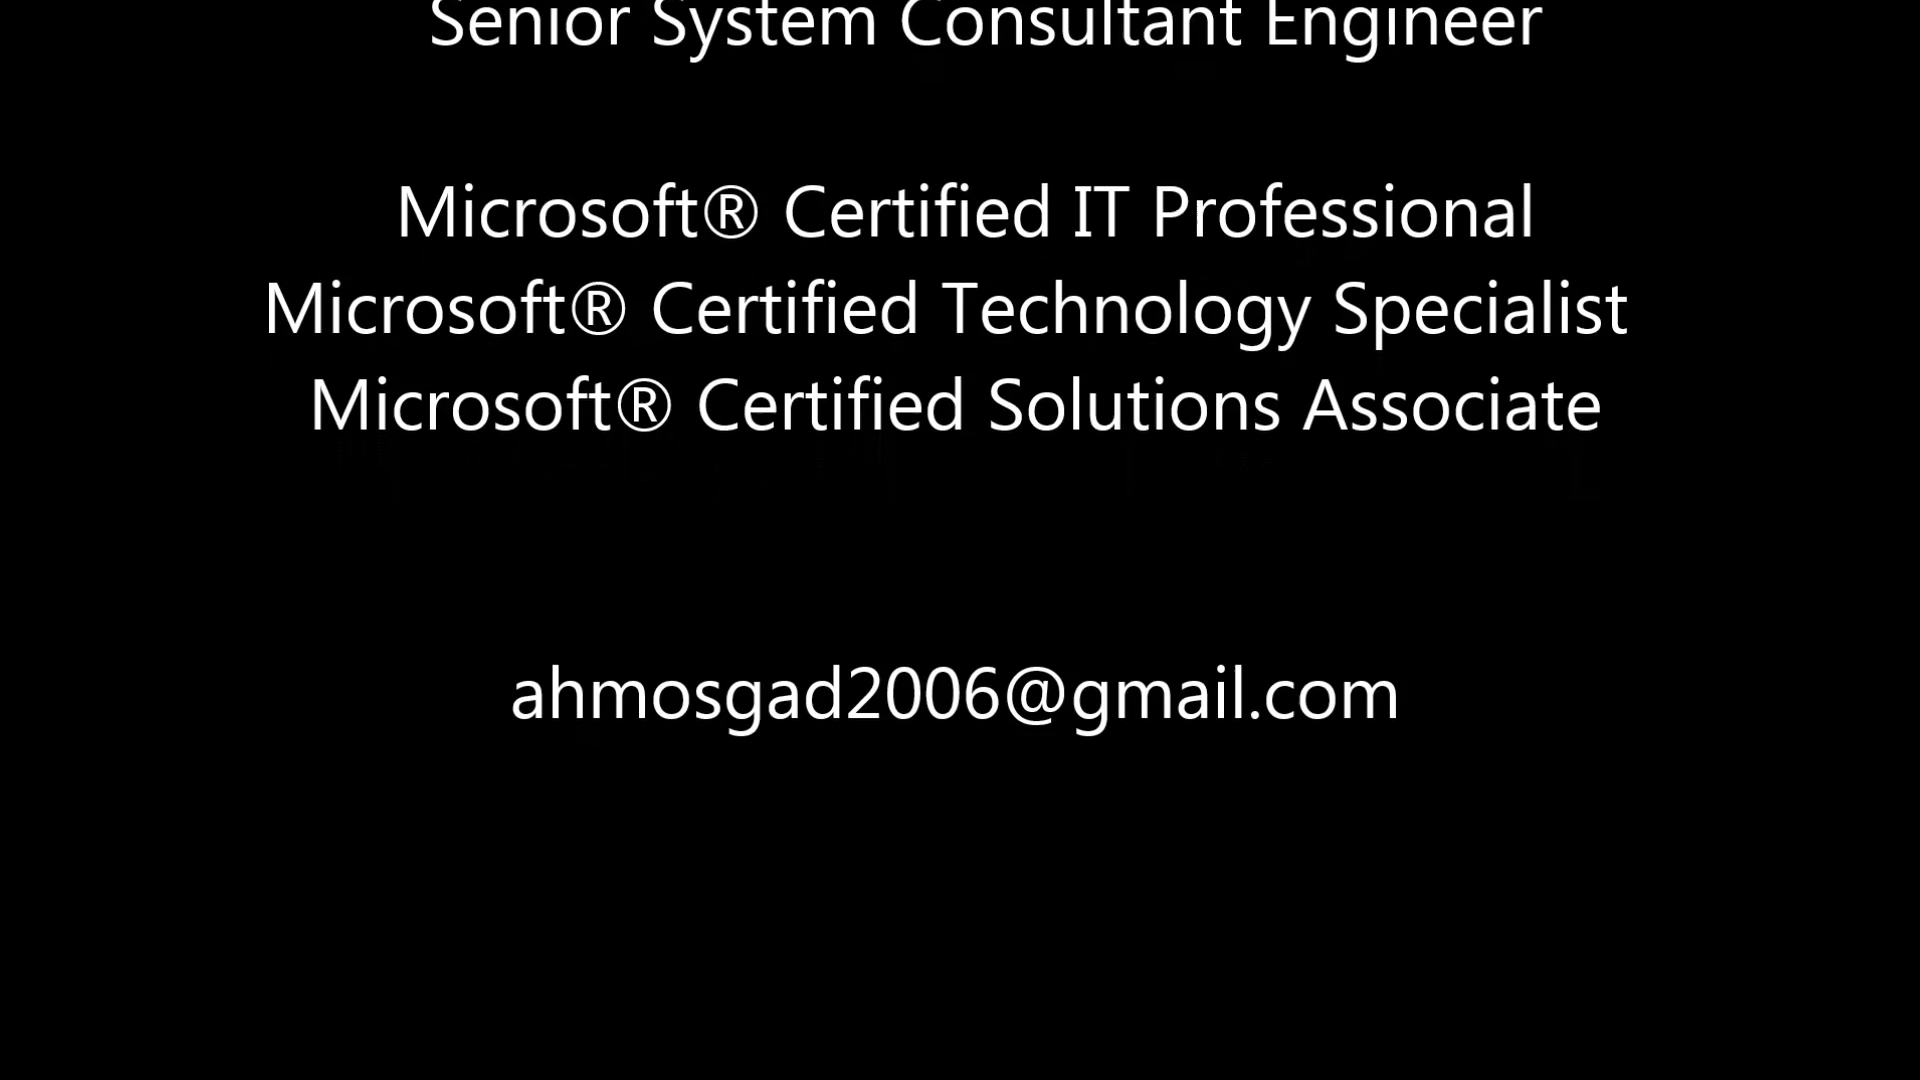 Senior System Consultant Engineer
Microsoft® Certified IT Professional
Microsoft® Certified Technology Specialist
Microsoft® Certified Solutions Associate
ahmosgad2006@gmail.com